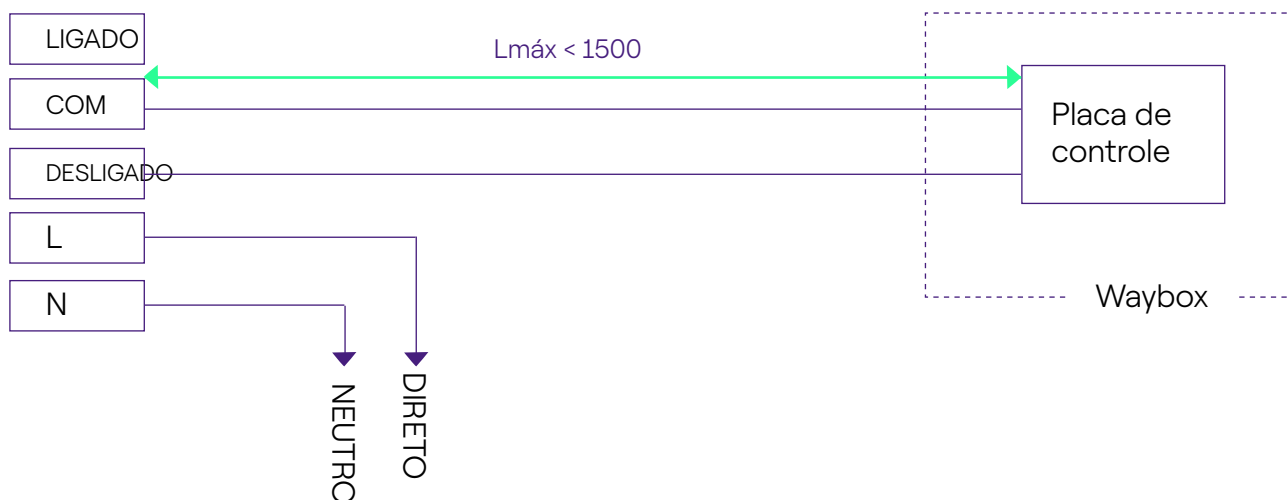 LIGADO
Lmáx < 1500
COM
Placa de
controle
DESLIGADO
L
N
Waybox
NEUTRO
DIRETO